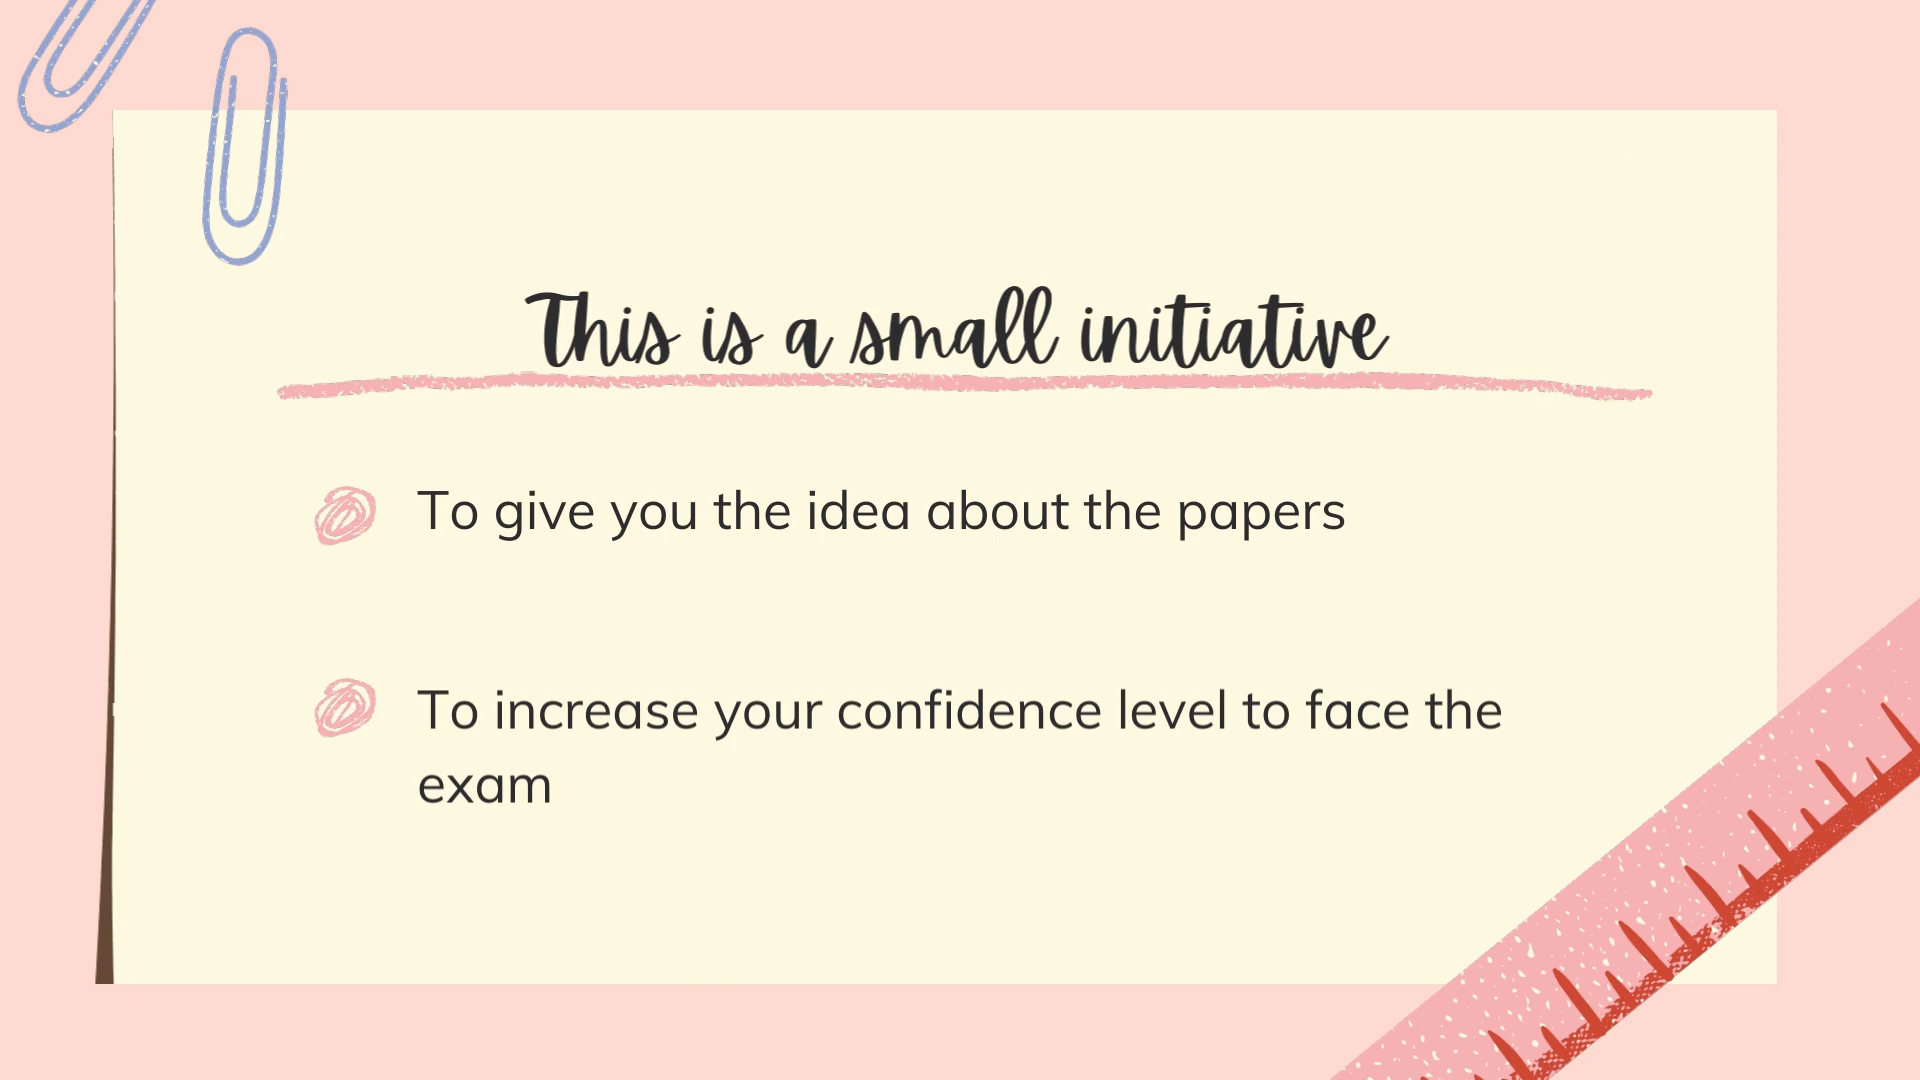 This is a small initiative
To give you the idea about the papers
To increase your confidence level to face the
exam